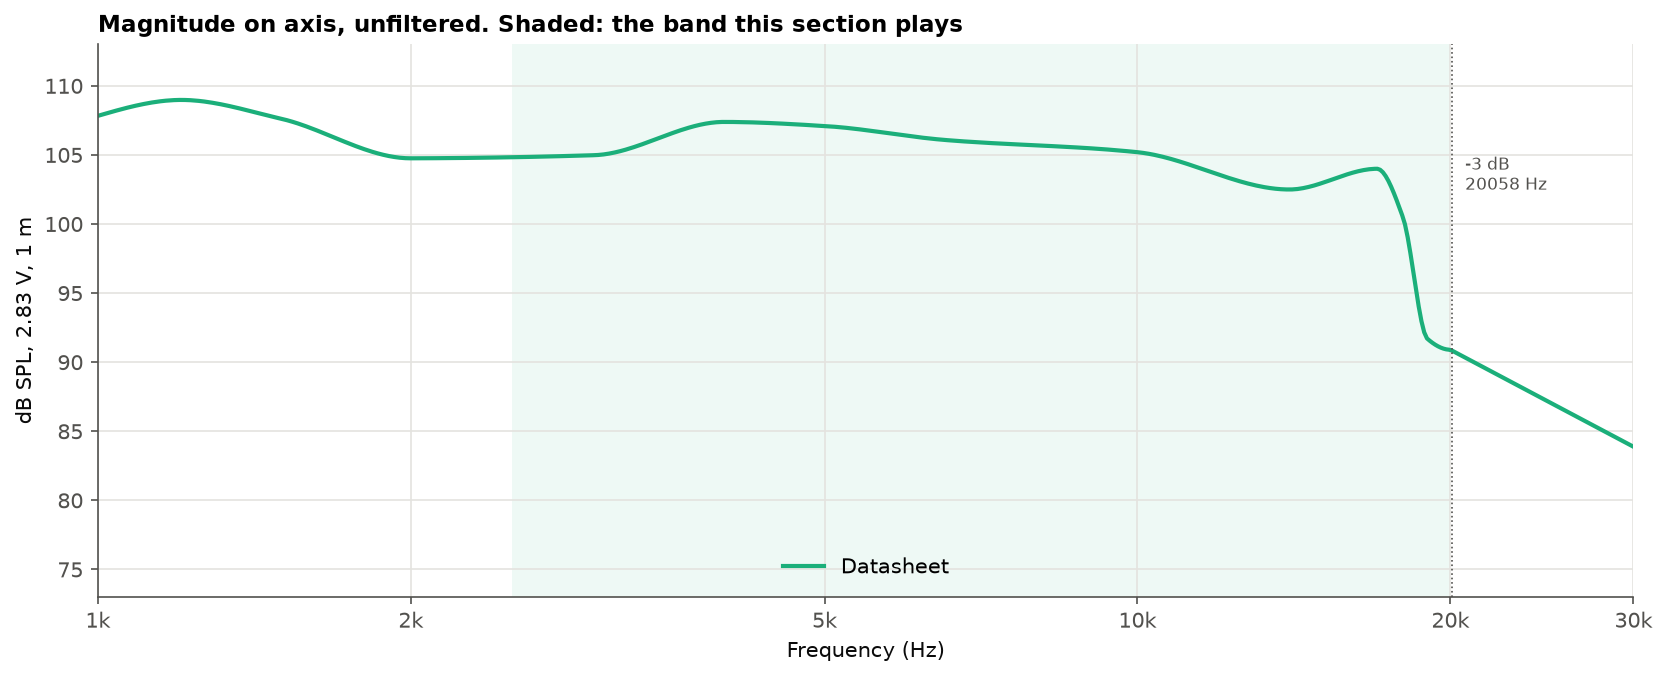 Magnitude on axis, unfiltered. Shaded: the band this section plays
dB SPL, 2.83 V, 1 m
110
105
100
95
90
85
80
75
-3 dB
20058 Hz
Datasheet
1k
2k
5k
10k
20k
30k
Frequency (Hz)